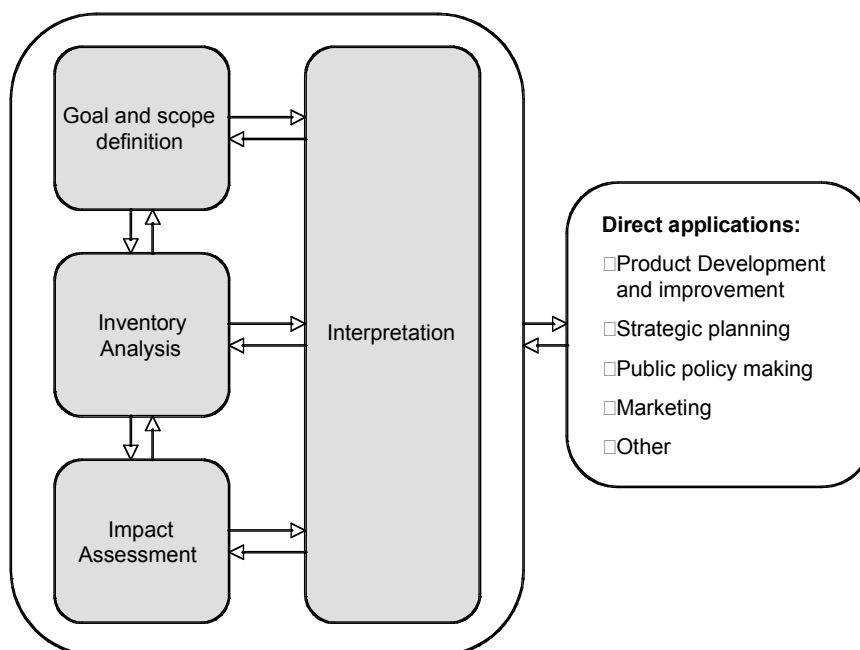 Goal and scope
definition
Inventory
Analysis
Impact
Assessment
Interpretation
Direct applications:
□Product Development
and improvement
□Strategic planning
□Public policy making
□Marketing
□Other